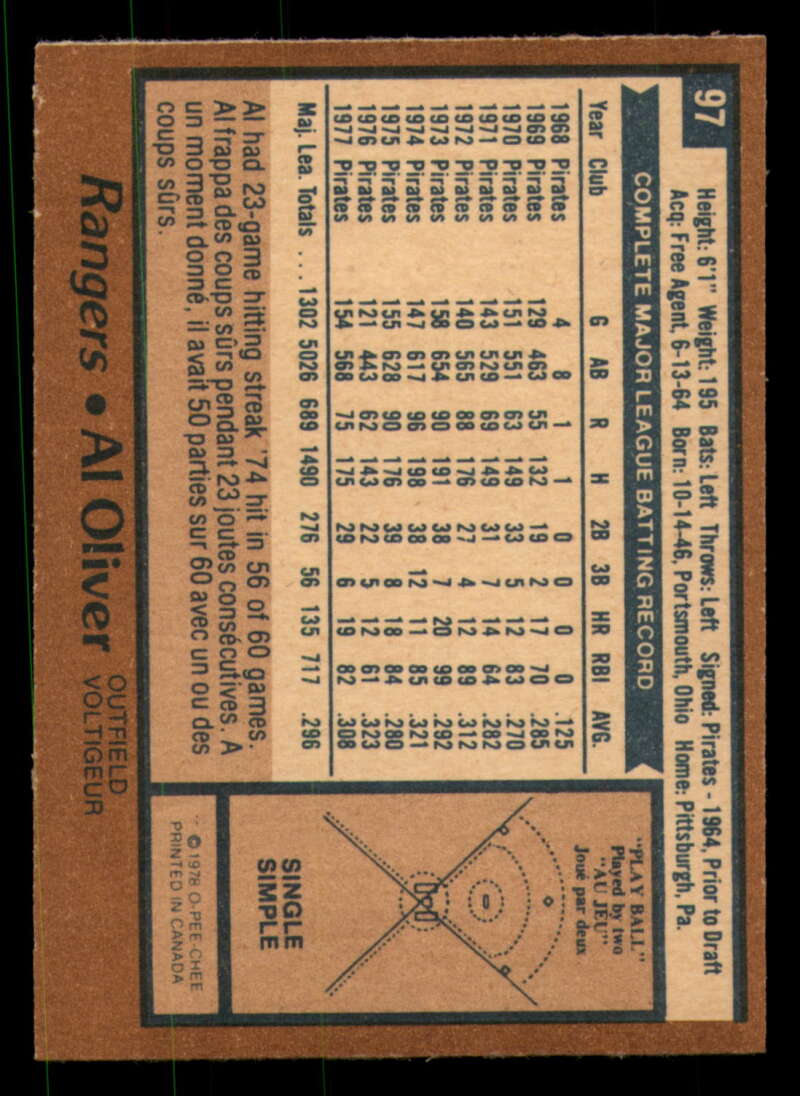 97
Height: 6'1" Weight: 195 Bats: Left Throws: Left Signed: Pirates - 1964, Prior to Draft
Acq: Free Agent, 6-13-64 Born: 10-14-46, Portsmouth, Ohio Home: Pittsburgh, Pa.
COMPLETE MAJOR LEAGUE BATTING RECORD
Year Club G AB R H 2B 3B HR RBI AVG.
1968 Pirates 4 8 1 1 0 0 0 0 .125
1969 Pirates 129 463 55 132 19 2 17 70 .285
1970 Pirates 151 551 63 149 33 5 12 83 .270
1971 Pirates 143 529 69 149 31 7 14 64 .282
1972 Pirates 140 565 88 176 27 4 12 89 .312
1973 Pirates 158 654 90 191 38 7 20 99 .292
1974 Pirates 147 617 96 198 38 12 11 85 .321
1975 Pirates 155 628 90 176 39 8 18 84 .280
1976 Pirates 121 443 62 143 22 5 12 61 .323
1977 Pirates 154 568 75 175 29 6 19 82 .308
Maj. Lea. Totals ... 1302 5026 689 1490 276 56 135 717 .296
Al had 23-game hitting streak '74 hit in 56 of 60 games.
Al frappa des coups sûrs pendant 23 joutes consécutives. A
un moment donné, il avait 50 parties sur 60 avec un ou des
coups sûrs.
"PLAY BALL"
Played by two
"AU JEU"
Joué par deux
SINGLE
SIMPLE
© 1978 O-PEE-CHEE
PRINTED IN CANADA
Rangers • Al Oliver OUTFIELD
VOLTIGEUR